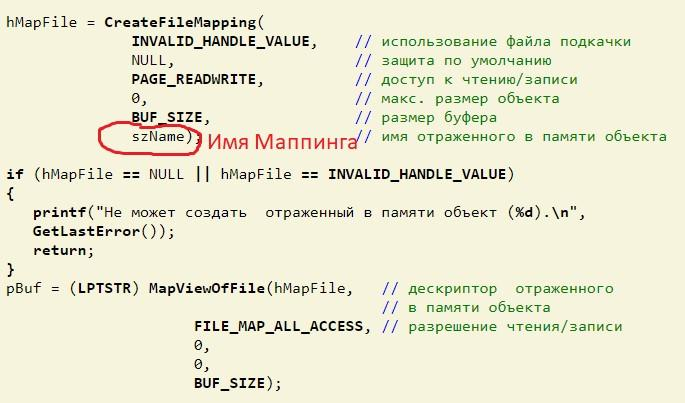 hMapFile = CreateFileMapping(
INVALID_HANDLE_VALUE, // использование файла подкачки
NULL, // защита по умолчанию
PAGE_READWRITE, // доступ к чтению/записи
0, // макс. размер объекта
BUF_SIZE, // размер буфера
szName); Имя Маппинга // имя отраженного в памяти объекта
if (hMapFile == NULL || hMapFile == INVALID_HANDLE_VALUE)
{
printf("Не может создать отраженный в памяти объект (%d).\n",
GetLastError());
return;
}
pBuf = (LPTSTR) MapViewOfFile(hMapFile, // дескриптор отраженного
// в памяти объекта
FILE_MAP_ALL_ACCESS, // разрешение чтения/записи
0,
0,
BUF_SIZE);